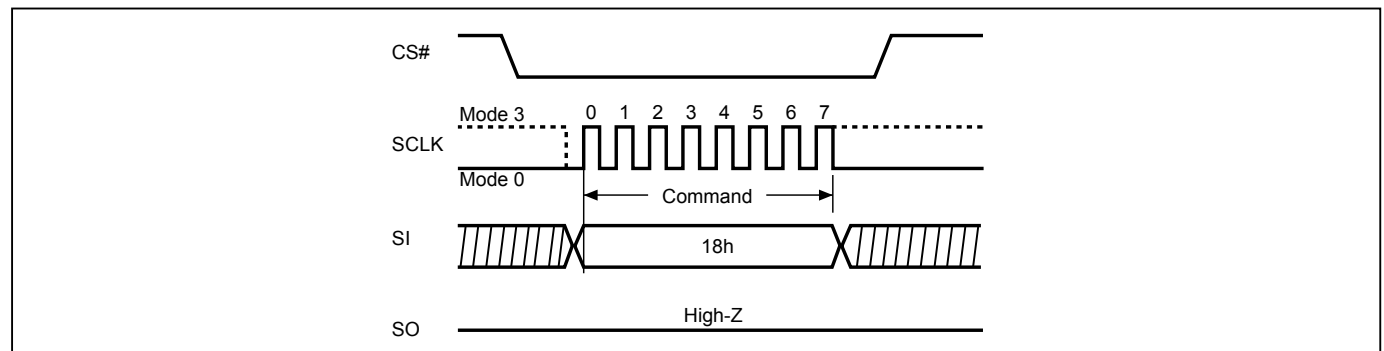 CS#
Mode 3 0 1 2 3 4 5 6 7
SCLK
Mode 0
Command
SI 18h
High-Z
SO